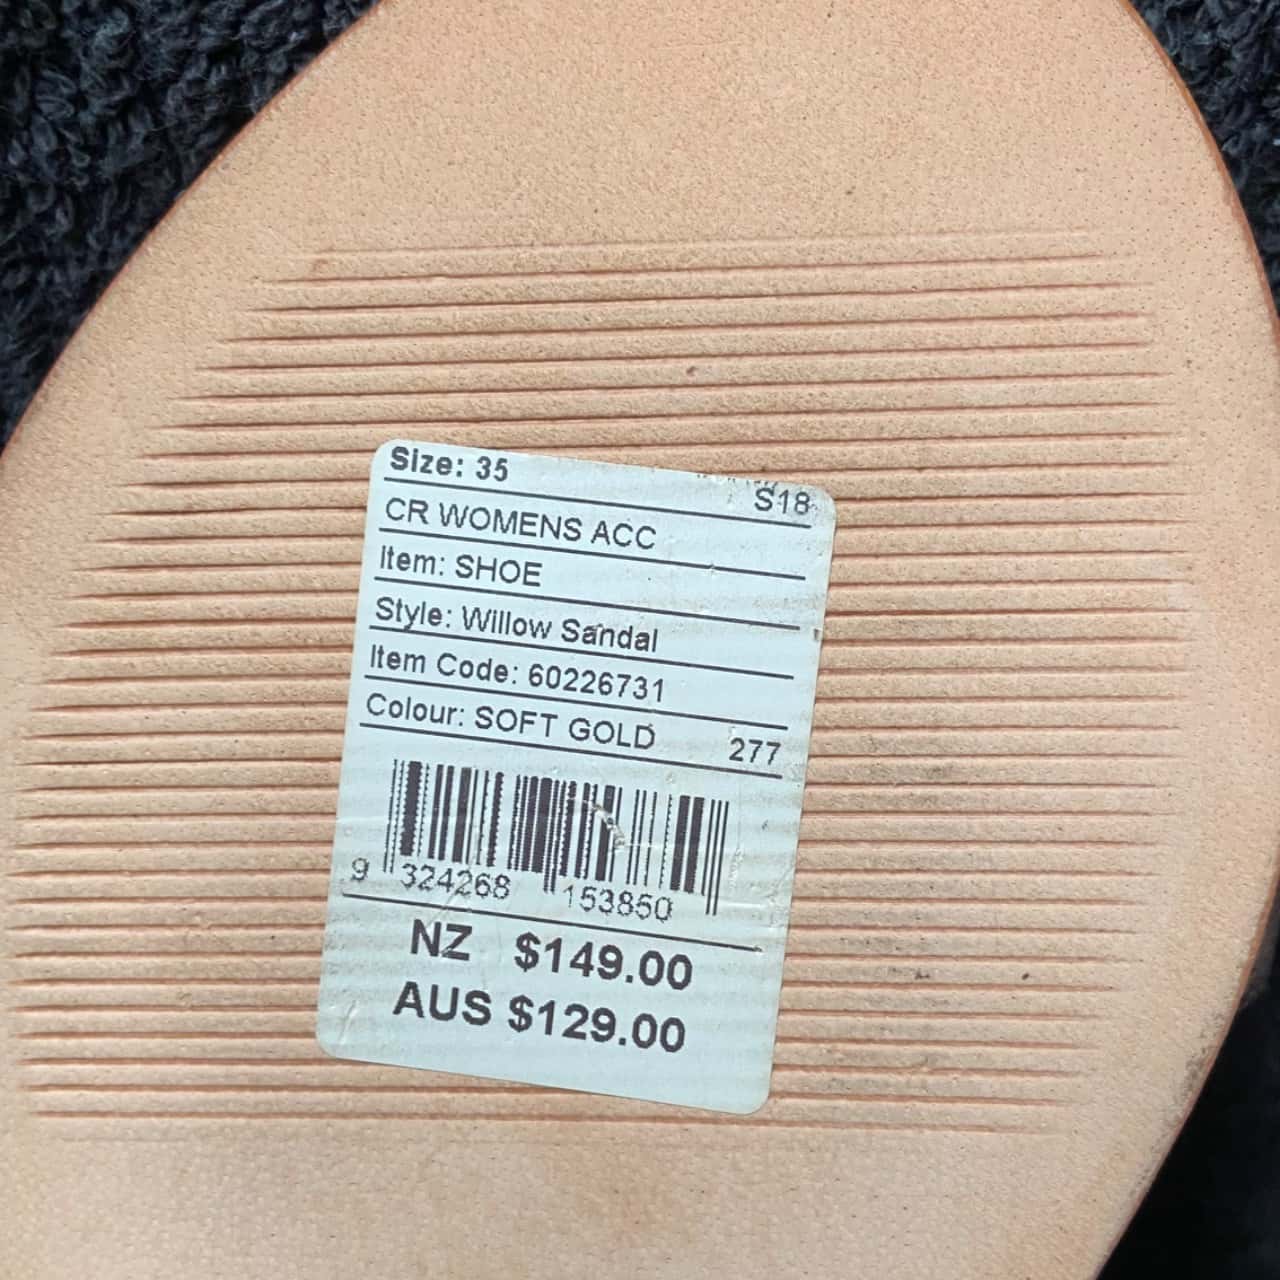 Size: 35
S18
CR WOMENS ACC
Item: SHOE
Style: Willow Sandal
Item Code: 60226731
Colour: SOFT GOLD 277
9 324268 153850
NZ $149.00
AUS $129.00